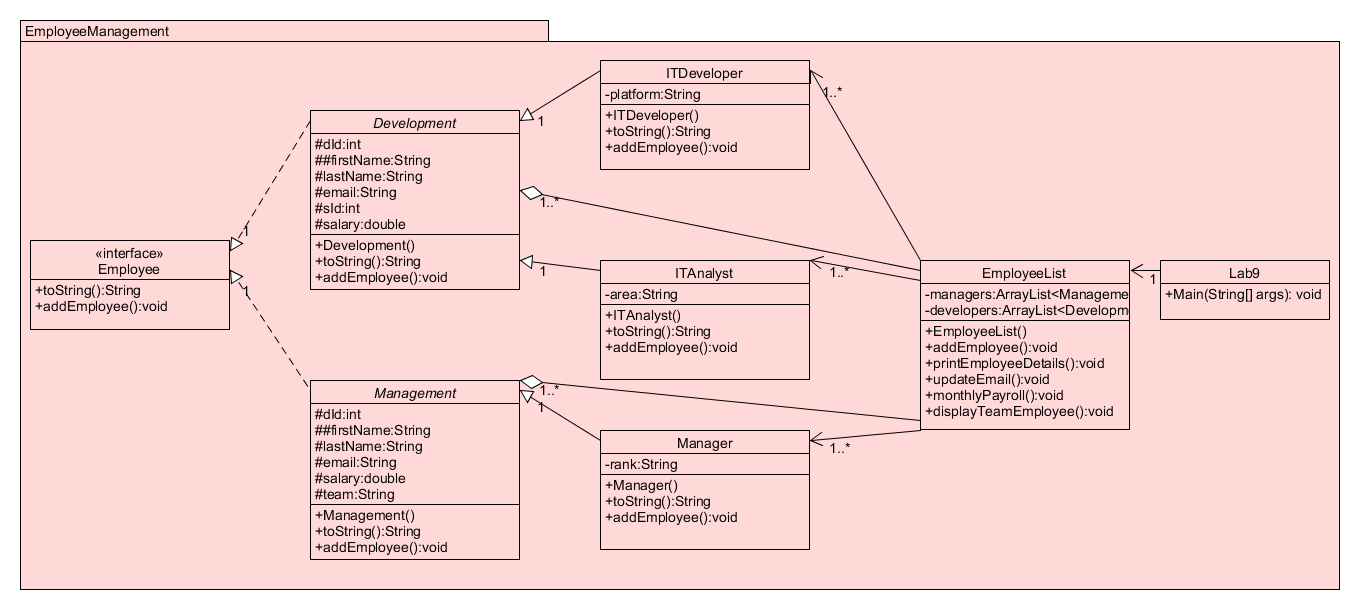 EmployeeManagement
«interface»
Employee
+toString():String
+addEmployee():void
1
1
Development
#dId:int
##firstName:String
#lastName:String
#email:String
#sId:int
#salary:double
+Development()
+toString():String
+addEmployee():void
1
1..*
1
Management
#dId:int
##firstName:String
#lastName:String
#email:String
#salary:double
#team:String
+Management()
+toString():String
+addEmployee():void
1..*
1
ITDeveloper
-platform:String
+ITDeveloper()
+toString():String
+addEmployee():void
1..*
ITAnalyst
-area:String
+ITAnalyst()
+toString():String
+addEmployee():void
1..*
Manager
-rank:String
+Manager()
+toString():String
+addEmployee():void
1..*
EmployeeList
-managers:ArrayList<Manageme
-developers:ArrayList<Developm
+EmployeeList()
+addEmployee():void
+printEmployeeDetails():void
+updateEmail():void
+monthlyPayroll():void
+displayTeamEmployee():void
1
Lab9
+Main(String[] args): void